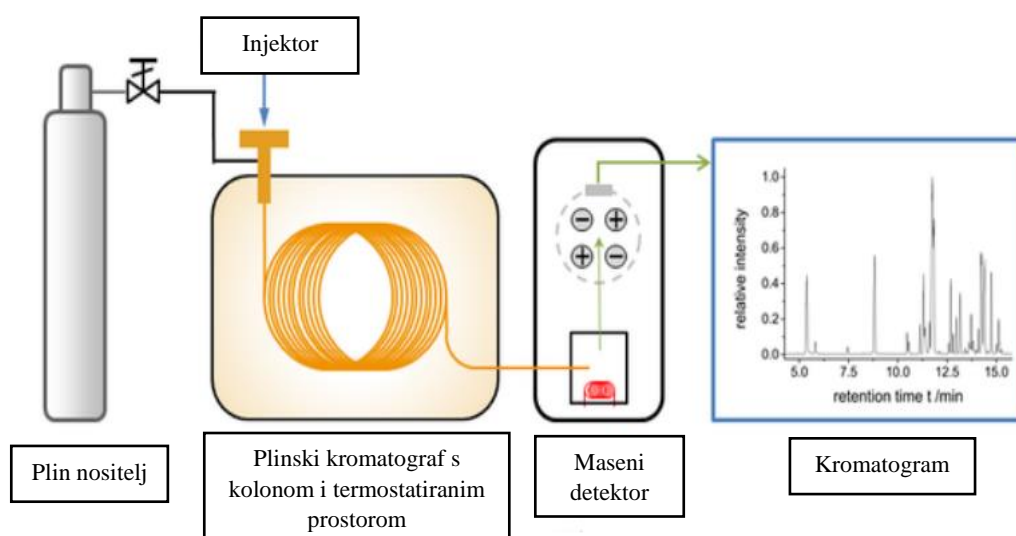 Injektor
relative intensity
1.0
0.8
0.6
0.4
0.2
0.0
5.0 7.5 10.0 12.5 15.0
retention time t /min
Plin nositelj
Plinski kromatograf s
kolonom i termostatiranim
prostorom
Maseni
detektor
Kromatogram